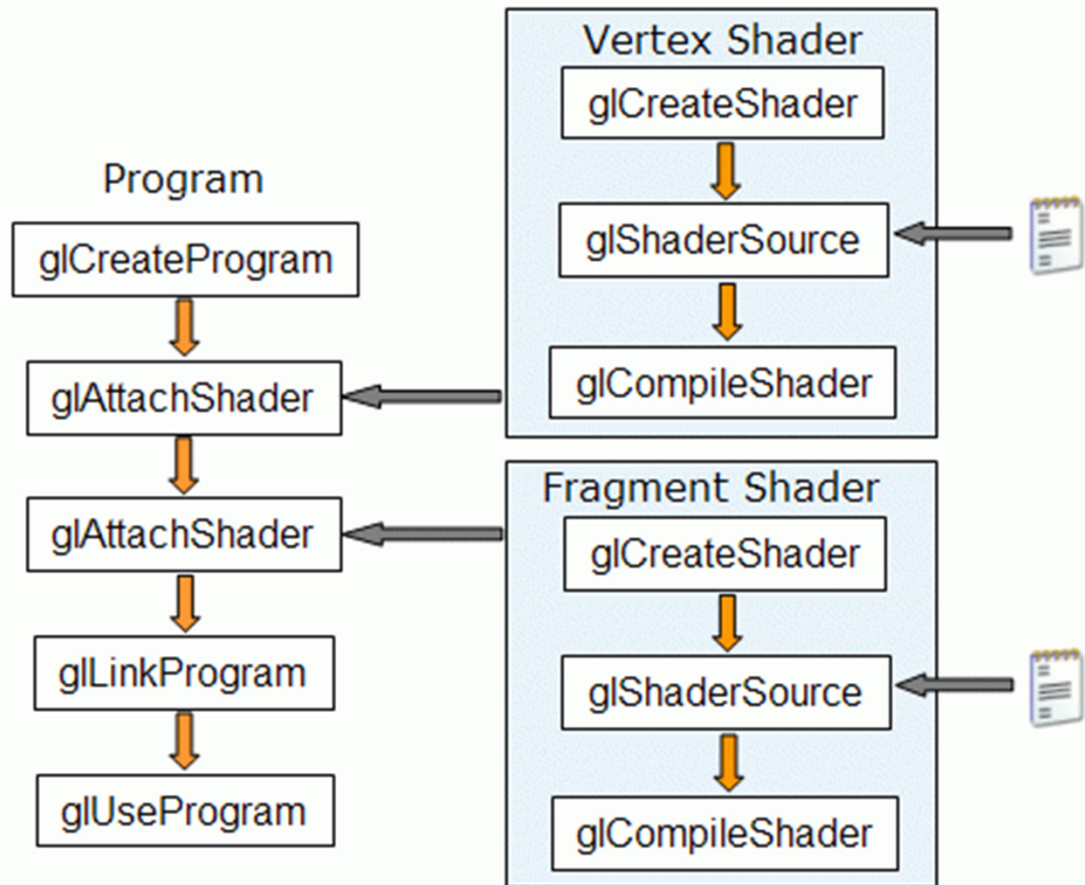 Program
glCreateProgram
glAttachShader
glAttachShader
glLinkProgram
glUseProgram
Vertex Shader
glCreateShader
glShaderSource
glCompileShader
Fragment Shader
glCreateShader
glShaderSource
glCompileShader